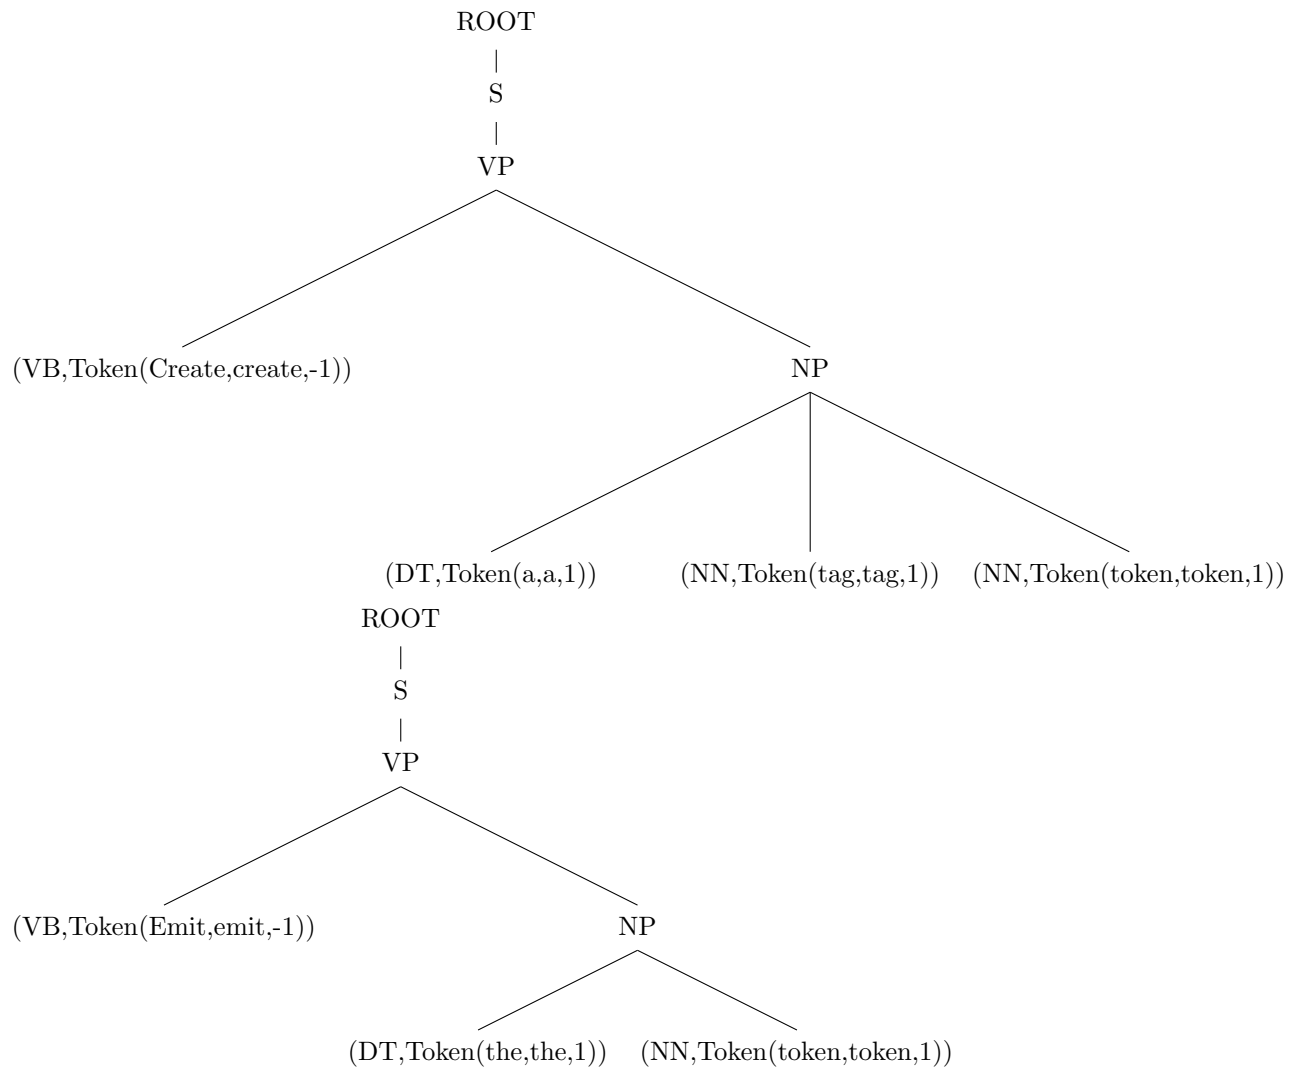 ROOT
S
VP
(VB,Token(Create,create,-1)) NP
(DT,Token(a,a,1)) (NN,Token(tag,tag,1)) (NN,Token(token,token,1))
ROOT
S
VP
(VB,Token(Emit,emit,-1)) NP
(DT,Token(the,the,1)) (NN,Token(token,token,1))